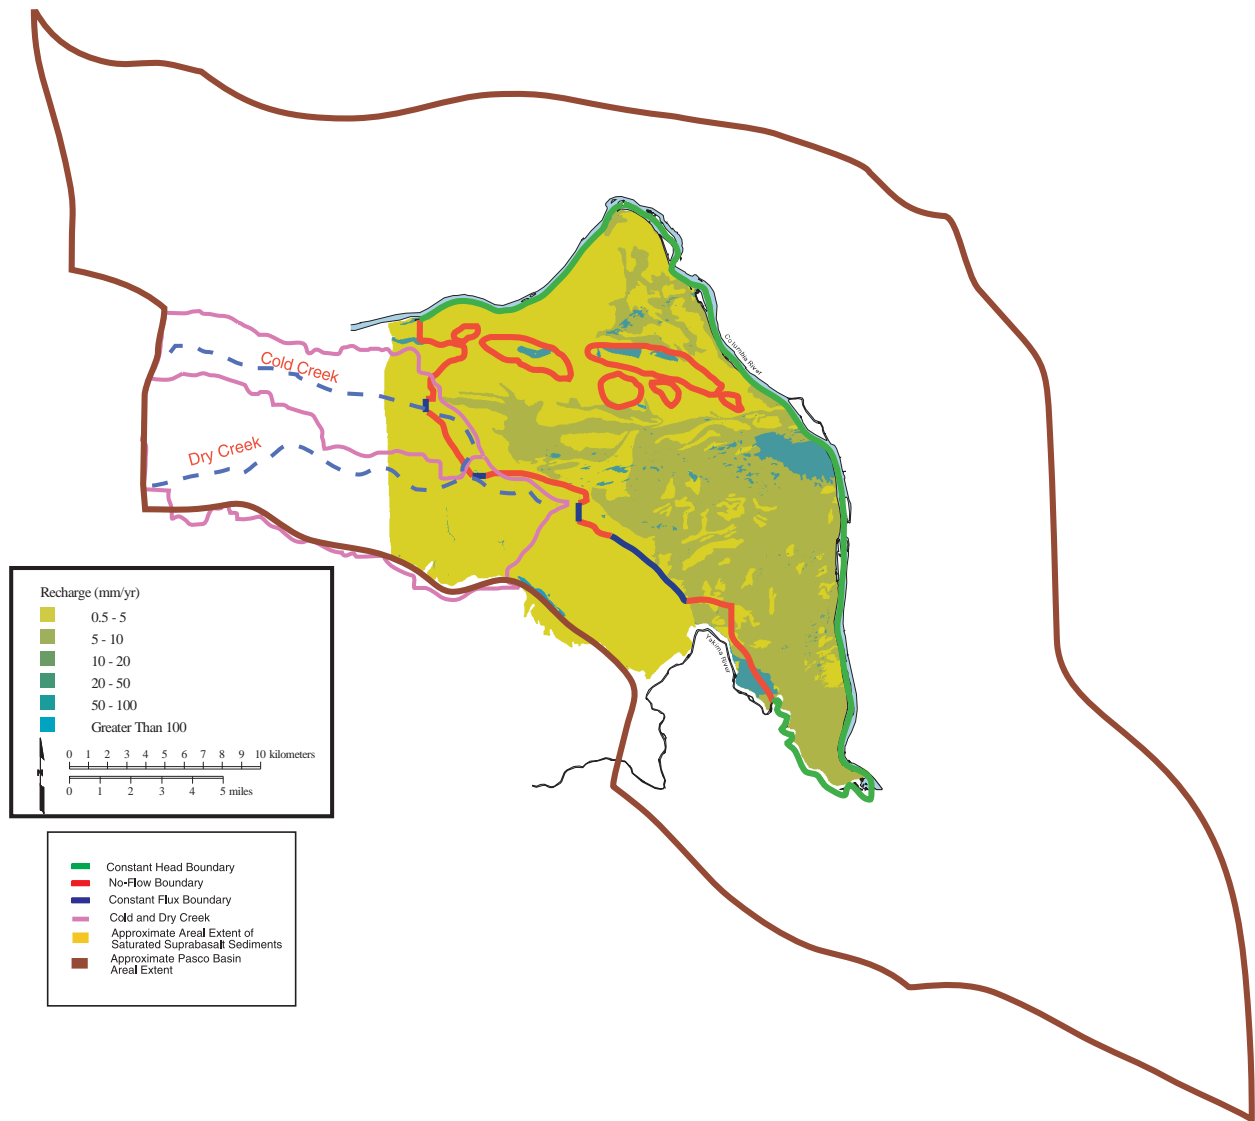 Columbia River
Cold Creek
Dry Creek
Yakima River
Recharge (mm/yr)
0.5 - 5
5 - 10
10 - 20
20 - 50
50 - 100
Greater Than 100
N
0 1 2 3 4 5 6 7 8 9 10 kilometers
0 1 2 3 4 5 miles
Constant Head Boundary
No-Flow Boundary
Constant Flux Boundary
Cold and Dry Creek
Approximate Areal Extent of
Saturated Suprabasalt Sediments
Approximate Pasco Basin
Areal Extent